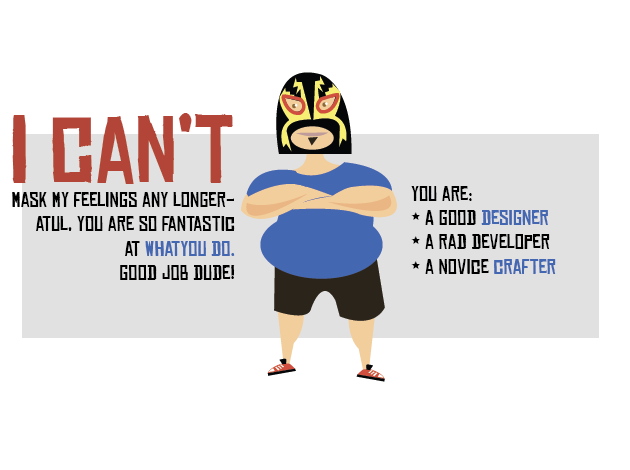 I CAN'T
MASK MY FEELINGS ANY LONGER–
ATUL, YOU ARE SO FANTASTIC
AT WHATYOU DO.
GOOD JOB DUDE!
YOU ARE:
★ A GOOD DESIGNER
★ A RAD DEVELOPER
★ A NOVICE CRAFTER